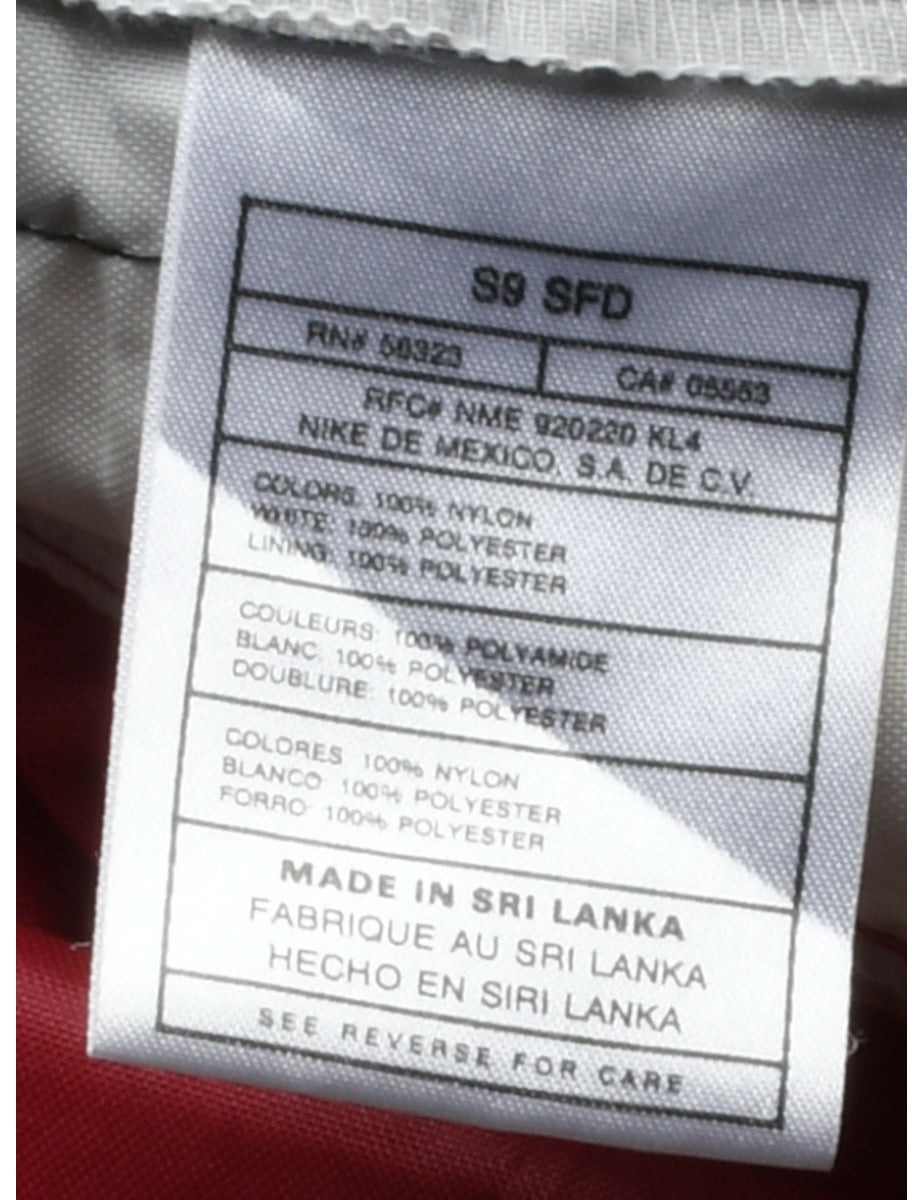 S9 SFD
RN# 56323 CA# 05553
RFC# NME 920220 KL4
NIKE DE MEXICO, S.A. DE C.V.
COLORS: 100% NYLON
WHITE: 100% POLYESTER
LINING: 100% POLYESTER
COULEURS: 100% POLYAMIDE
BLANC: 100% POLYESTER
DOUBLURE: 100% POLYESTER
COLORES: 100% NYLON
BLANCO: 100% POLYESTER
FORRO: 100% POLYESTER
MADE IN SRI LANKA
FABRIQUE AU SRI LANKA
HECHO EN SIRI LANKA
SEE REVERSE FOR CARE